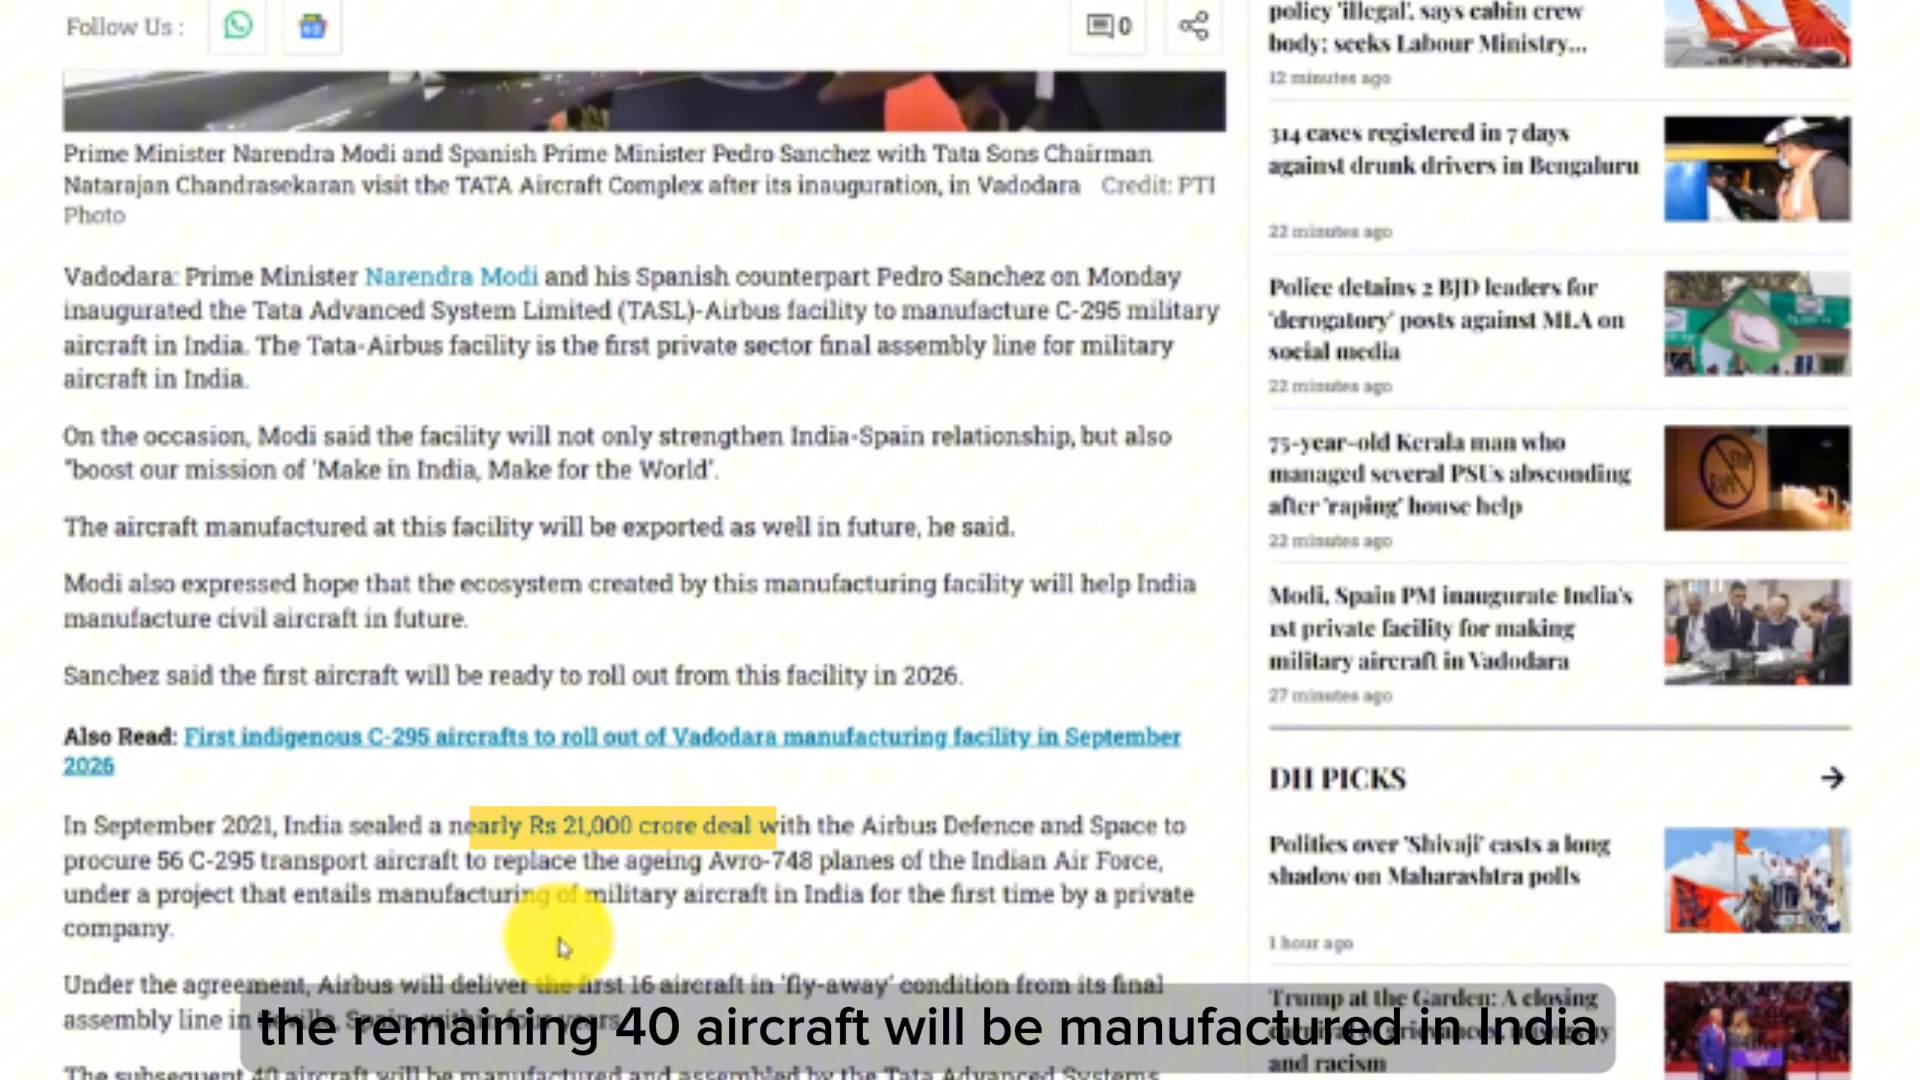 Follow Us :
0
Prime Minister Narendra Modi and Spanish Prime Minister Pedro Sanchez with Tata Sons Chairman
Natarajan Chandrasekaran visit the TATA Aircraft Complex after its inauguration, in Vadodara Credit: PTI
Photo
Vadodara: Prime Minister Narendra Modi and his Spanish counterpart Pedro Sanchez on Monday
inaugurated the Tata Advanced System Limited (TASL)-Airbus facility to manufacture C-295 military
aircraft in India. The Tata-Airbus facility is the first private sector final assembly line for military
aircraft in India.
On the occasion, Modi said the facility will not only strengthen India-Spain relationship, but also
"boost our mission of 'Make in India, Make for the World'.
The aircraft manufactured at this facility will be exported as well in future, he said.
Modi also expressed hope that the ecosystem created by this manufacturing facility will help India
manufacture civil aircraft in future.
Sanchez said the first aircraft will be ready to roll out from this facility in 2026.
Also Read: First indigenous C-295 aircrafts to roll out of Vadodara manufacturing facility in September
2026
In September 2021, India sealed a nearly Rs 21,000 crore deal with the Airbus Defence and Space to
procure 56 C-295 transport aircraft to replace the ageing Avro-748 planes of the Indian Air Force,
under a project that entails manufacturing of military aircraft in India for the first time by a private
company.
Under the agreement, Airbus will deliver the first 16 aircraft in 'fly-away' condition from its final
assembly line in
The subsequent 40 aircraft will be manufactured and assembled by the Tata Advanced Systems
the remaining 40 aircraft will be manufactured in India
policy 'illegal', says cabin crew
body; seeks Labour Ministry...
12 minutes ago
314 cases registered in 7 days
against drunk drivers in Bengaluru
22 minutes ago
Police detains 2 BJD leaders for
'derogatory' posts against MLA on
social media
22 minutes ago
75-year-old Kerala man who
managed several PSUs absconding
after 'raping' house help
22 minutes ago
Modi, Spain PM inaugurate India's
1st private facility for making
military aircraft in Vadodara
27 minutes ago
DH PICKS
Politics over 'Shivaji' casts a long
shadow on Maharashtra polls
1 hour ago
Trump at the Garden: A closing
and racism